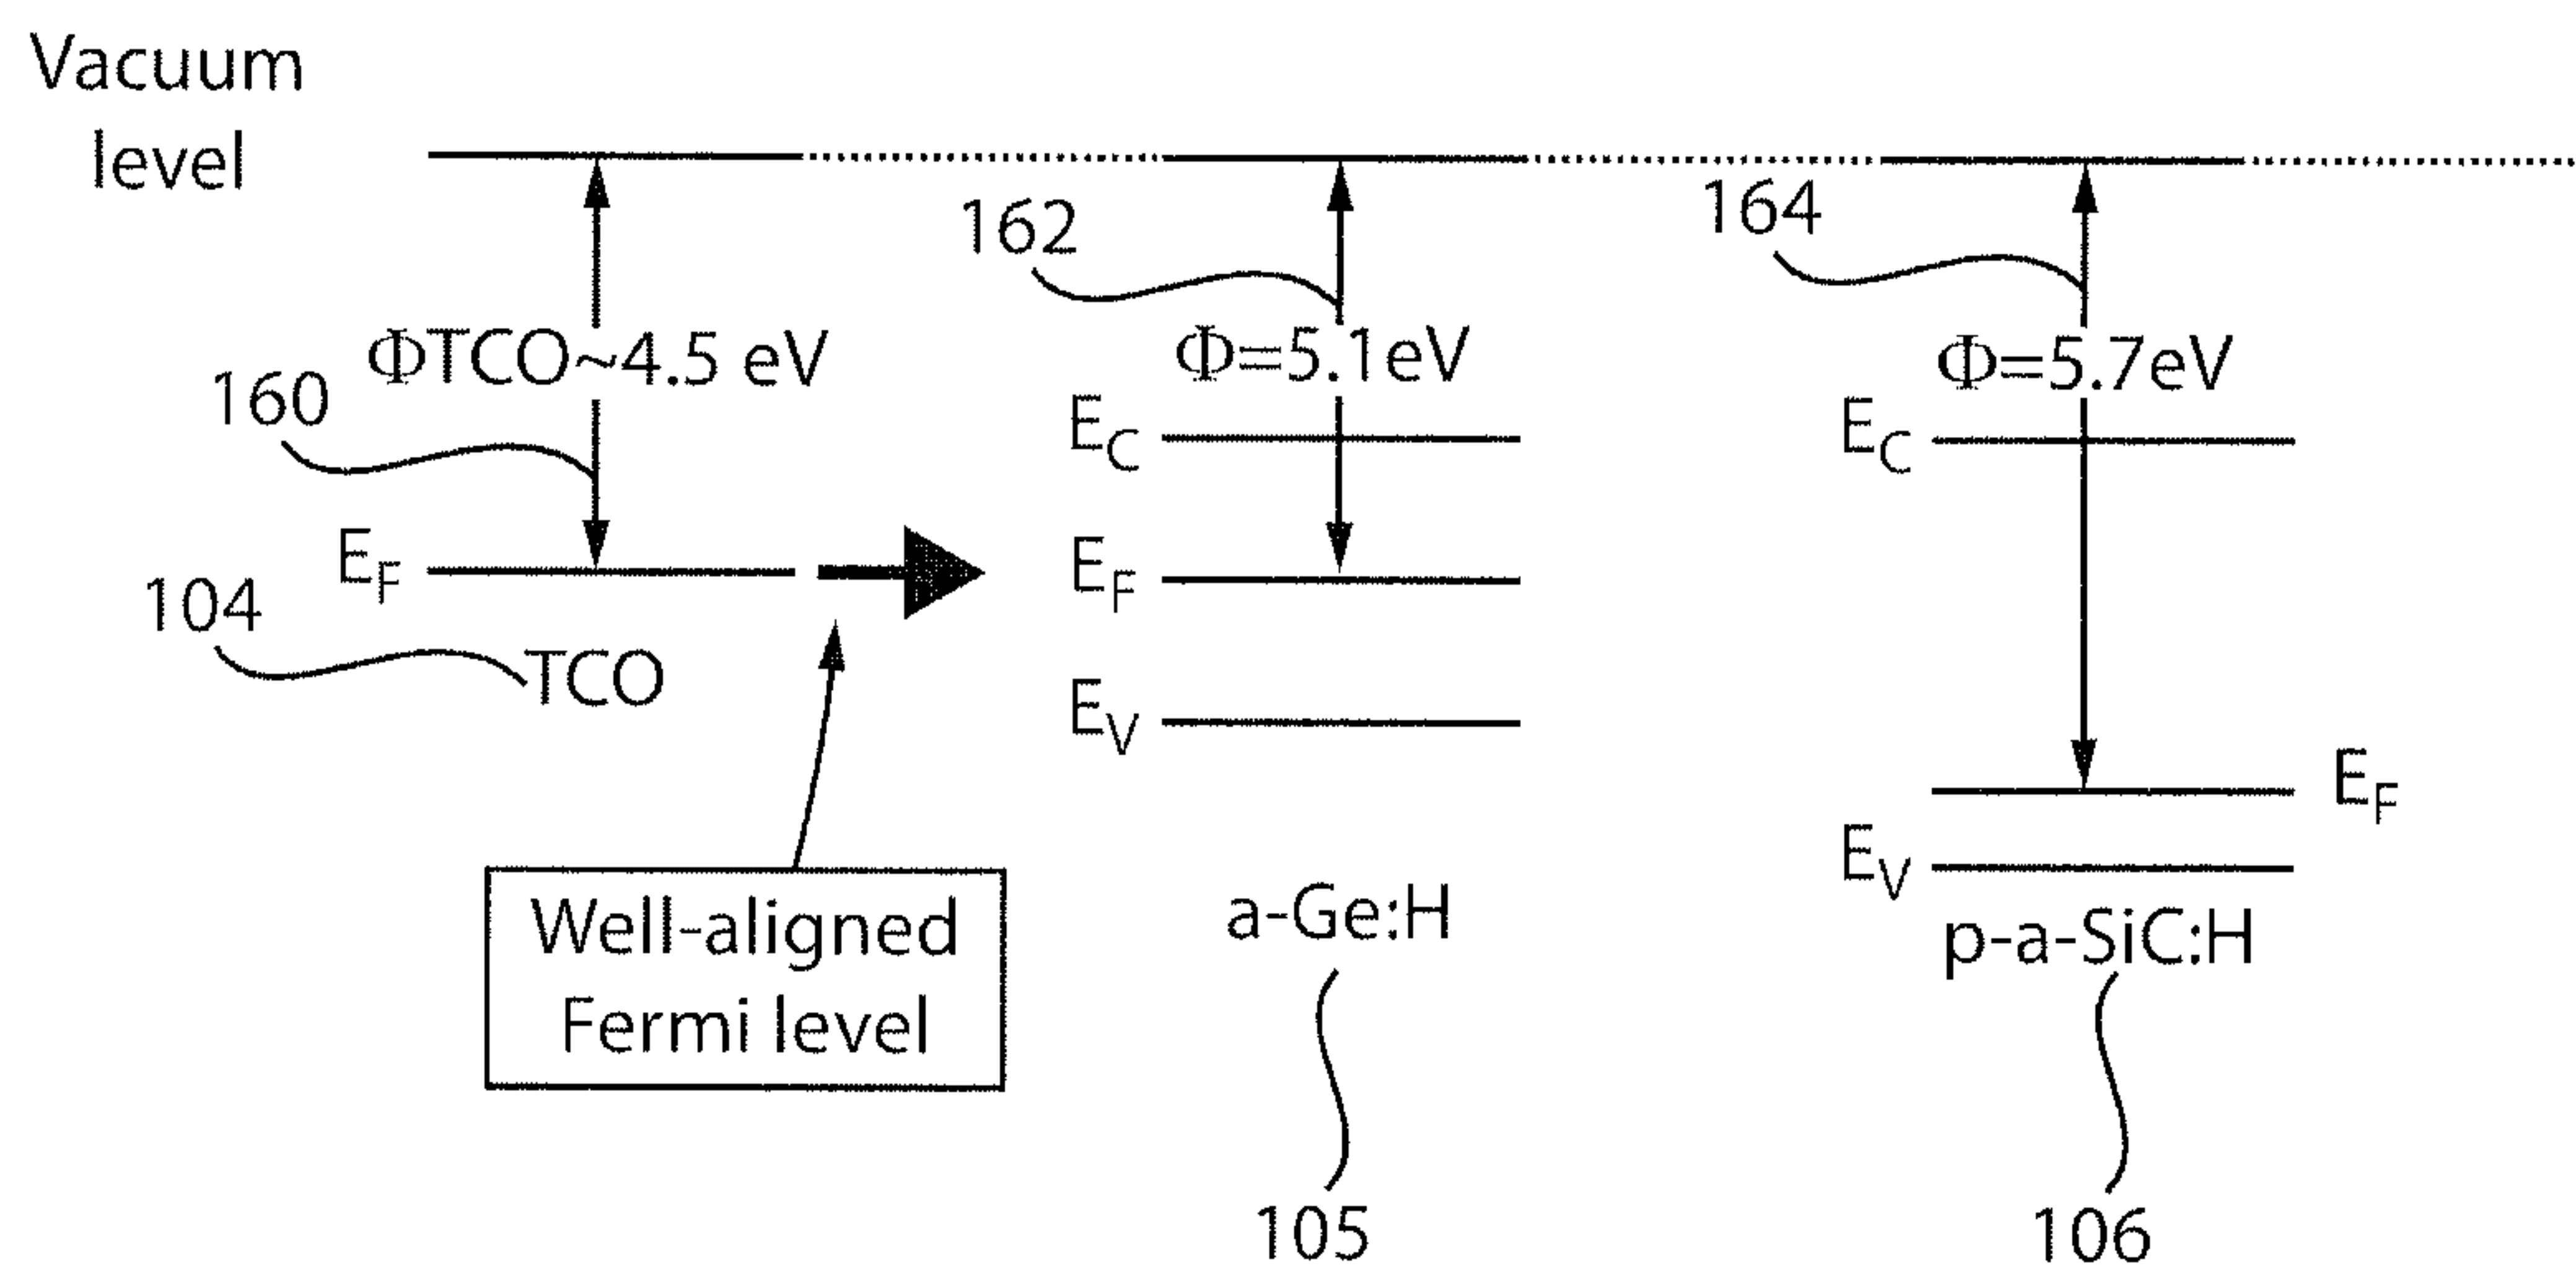 Vacuum
level
162
164
ΦTCO~4.5 eV
Φ=5.1eV
Φ=5.7eV
160
E_C
E_C
E_F
E_F
104
TCO
E_V
E_F
E_V
Well-aligned
Fermi level
a-Ge:H
p-a-SiC:H
105
106